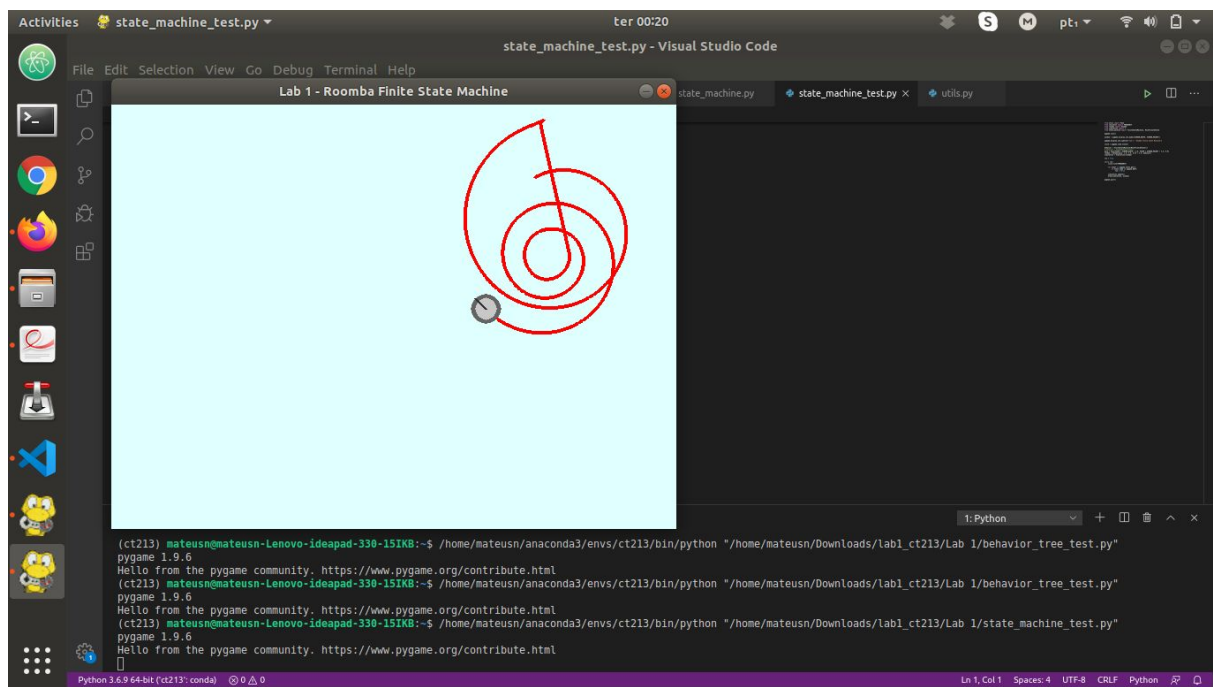 Activities state_machine_test.py ter 00:20 S M pt₁
state_machine_test.py - Visual Studio Code
File Edit Selection View Go Debug Terminal Help
Lab 1 - Roomba Finite State Machine
state_machine.py state_machine_test.py utils.py
1: Python
(ct213) mateusn@mateusn-Lenovo-ideapad-330-15IKB:~$ /home/mateusn/anaconda3/envs/ct213/bin/python "/home/mateusn/Downloads/lab1_ct213/Lab 1/behavior_tree_test.py"
pygame 1.9.6
Hello from the pygame community. https://www.pygame.org/contribute.html
(ct213) mateusn@mateusn-Lenovo-ideapad-330-15IKB:~$ /home/mateusn/anaconda3/envs/ct213/bin/python "/home/mateusn/Downloads/lab1_ct213/Lab 1/behavior_tree_test.py"
pygame 1.9.6
Hello from the pygame community. https://www.pygame.org/contribute.html
(ct213) mateusn@mateusn-Lenovo-ideapad-330-15IKB:~$ /home/mateusn/anaconda3/envs/ct213/bin/python "/home/mateusn/Downloads/lab1_ct213/Lab 1/state_machine_test.py"
pygame 1.9.6
Hello from the pygame community. https://www.pygame.org/contribute.html
1
Python 3.6.9 64-bit ('ct213': conda) 0 0 Ln 1, Col 1 Spaces: 4 UTF-8 CRLF Python